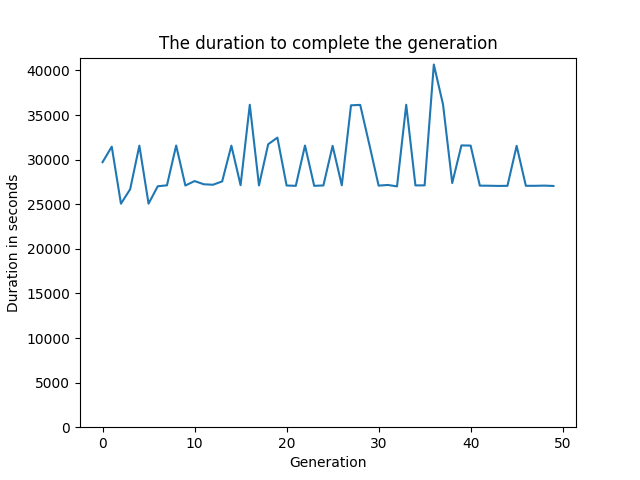 The duration to complete the generation
40000
35000
30000
25000
20000
15000
10000
5000
0
Duration in seconds
0 10 20 30 40 50
Generation